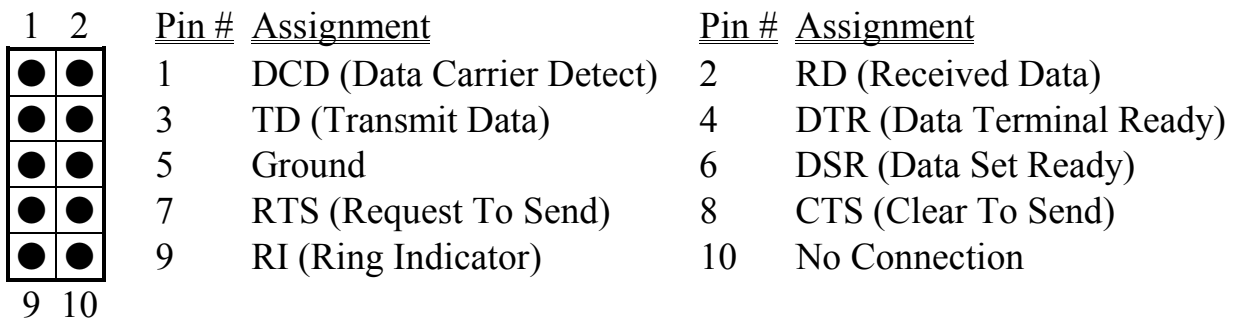 1 2 Pin # Assignment Pin # Assignment
1 DCD (Data Carrier Detect) 2 RD (Received Data)
3 TD (Transmit Data) 4 DTR (Data Terminal Ready)
5 Ground 6 DSR (Data Set Ready)
7 RTS (Request To Send) 8 CTS (Clear To Send)
9 RI (Ring Indicator) 10 No Connection
9 10